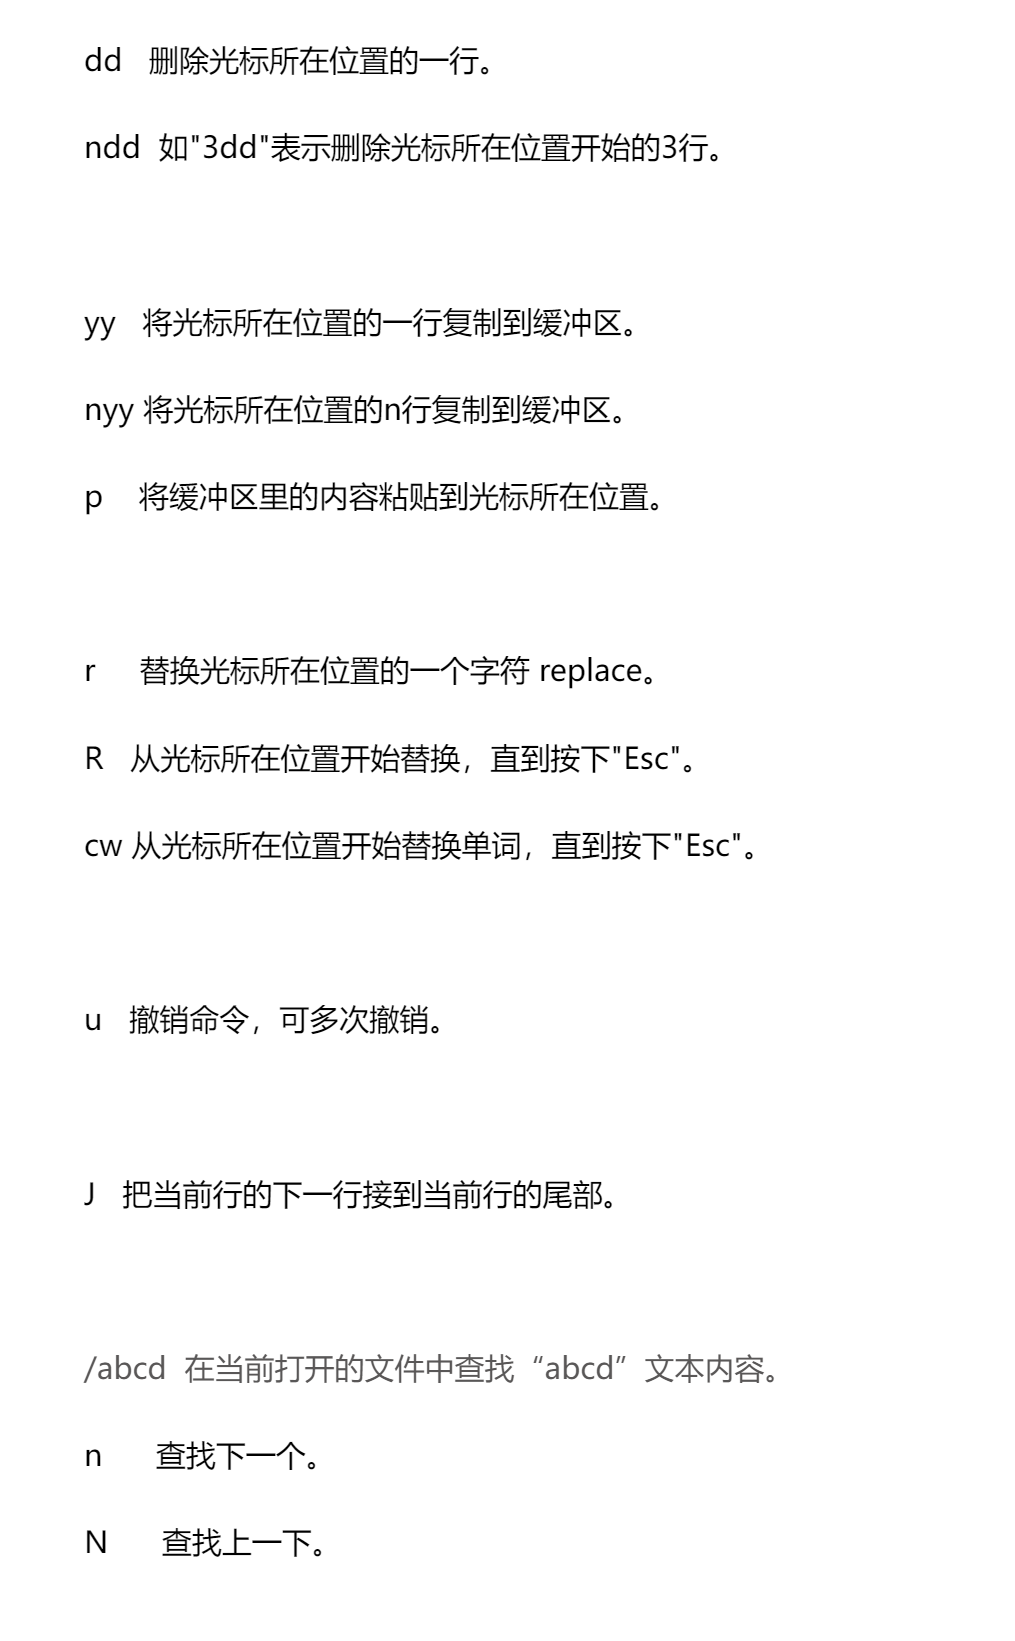 dd   删除光标所在位置的一行。
ndd  如"3dd"表示删除光标所在位置开始的3行。
yy   将光标所在位置的一行复制到缓冲区。
nyy 将光标所在位置的n行复制到缓冲区。
p    将缓冲区里的内容粘贴到光标所在位置。
r     替换光标所在位置的一个字符 replace。
R   从光标所在位置开始替换，直到按下"Esc"。
cw 从光标所在位置开始替换单词，直到按下"Esc"。
u   撤销命令，可多次撤销。
J   把当前行的下一行接到当前行的尾部。
/abcd  在当前打开的文件中查找“abcd”文本内容。
n      查找下一个。
N      查找上一下。